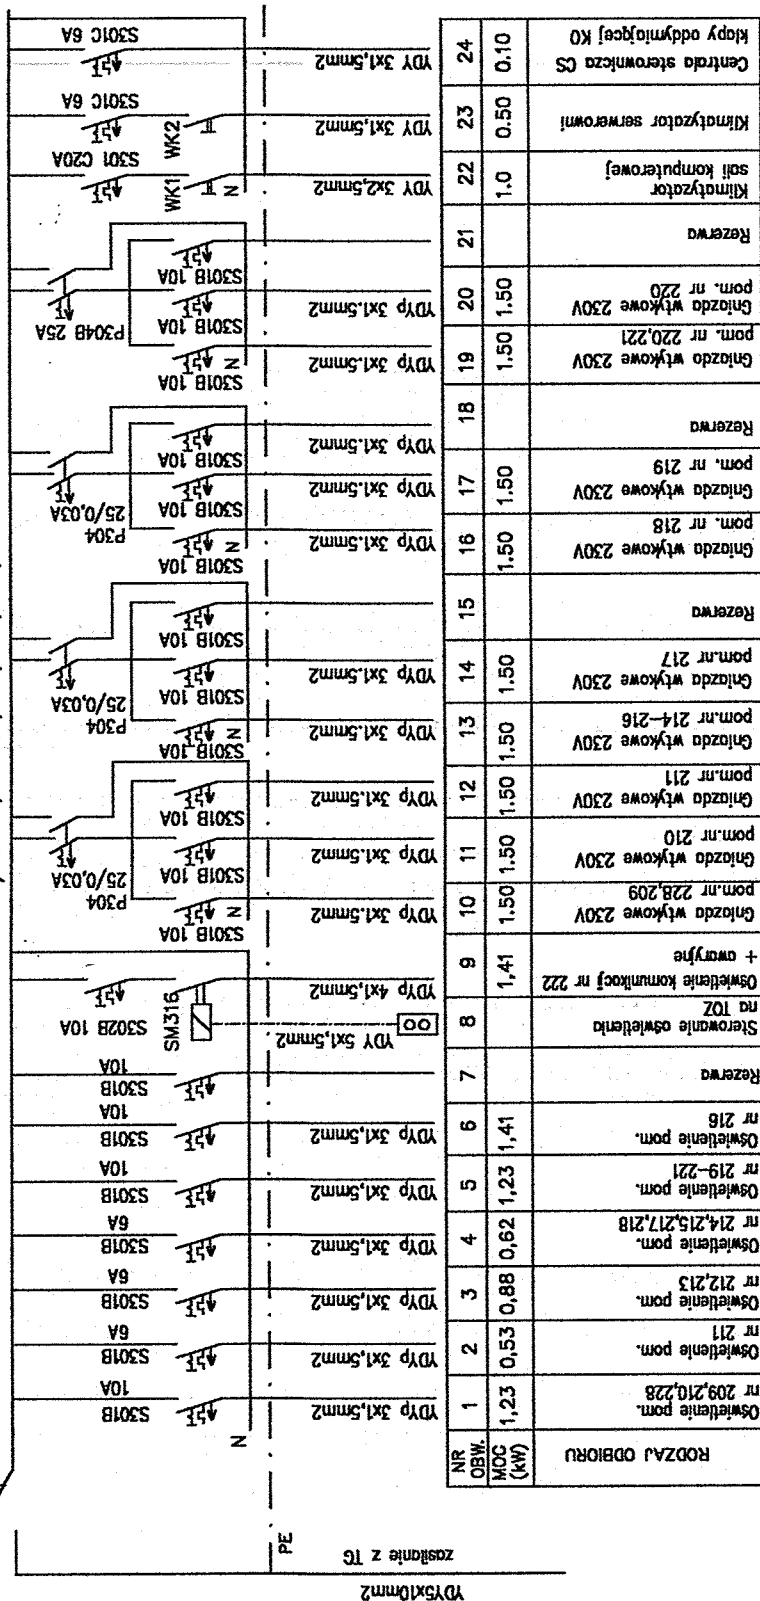 YDY5x10mm2
zasilanie z TG
PE
N
S301B
10A
YDYp 3x1,5mm2
S301B
6A
YDYp 3x1,5mm2
S301B
6A
YDYp 3x1,5mm2
S301B
6A
YDYp 3x1,5mm2
S301B
10A
YDYp 3x1,5mm2
S301B
10A
YDYp 3x1,5mm2
S301B
10A
YDY 5x1,5mm2
SM316
S302B 10A
YDYp 4x1,5mm2
N
S301B 10A
YDYp 3x1.5mm2
P304
25/0,03A
S301B 10A
YDYp 3x1.5mm2
S301B 10A
YDYp 3x1.5mm2
N
S301B 10A
YDYp 3x1.5mm2
P304
25/0,03A
S301B 10A
YDYp 3x1.5mm2
S301B 10A
N
S301B 10A
YDYp 3x1.5mm2
P304
25/0,03A
S301B 10A
YDYp 3x1.5mm2
S301B 10A
YDYp 3x1.5mm2
N
S301B 10A
YDYp 3x1.5mm2
P304B 25A
S301B 10A
YDYp 3x1.5mm2
S301B 10A
N
WK1
S301 C20A
YDY 3x2,5mm2
WK2
S301C 6A
YDY 3x1,5mm2
S301C 6A
YDY 3x1,5mm2
NR OBW.
MOC (kW)
RODZAJ ODBIORU
1
1,23
Oświetlenie pom.
nr 209,210,228
2
0,53
Oświetlenie pom.
nr 211
3
0,88
Oświetlenie pom.
nr 212,213
4
0,62
Oświetlenie pom.
nr 214,215,217,218
5
1,23
Oświetlenie pom.
nr 219-221
6
1,41
Oświetlenie pom.
nr 216
7
Rezerwa
8
Sterowanie oświetlenia
na TOZ
9
1,41
Oświetlenie komunikacji nr 222
+ awaryjne
10
1.50
Gniazda wtykowe 230V
pom.nr 228,209
11
1.50
Gniazda wtykowe 230V
pom.nr 210
12
1.50
Gniazda wtykowe 230V
pom.nr 211
13
1.50
Gniazda wtykowe 230V
pom.nr 214-216
14
1.50
Gniazda wtykowe 230V
pom.nr 217
15
Rezerwa
16
1.50
Gniazda wtykowe 230V
pom. nr 218
17
1.50
Gniazda wtykowe 230V
pom. nr 219
18
Rezerwa
19
1.50
Gniazda wtykowe 230V
pom. nr 220,221
20
1.50
Gniazda wtykowe 230V
pom. nr 220
21
Rezerwa
22
1.0
Klimatyzator
sali komputerowej
23
0.50
Klimatyzator serwerowni
24
0.10
Centrala sterownicza CS
klapy oddymiającej KO